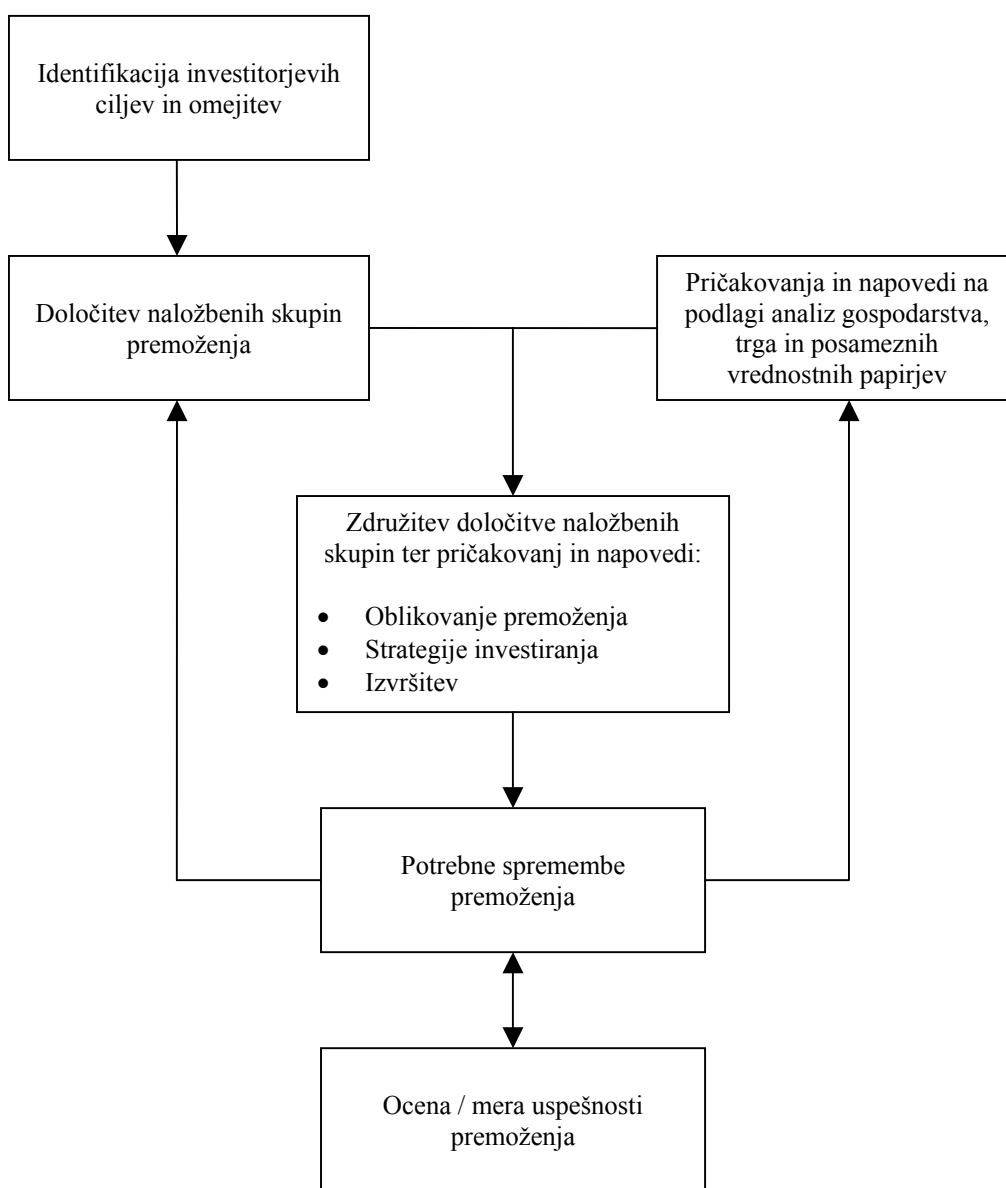 Identifikacija investitorjevih
ciljev in omejitev
Določitev naložbenih skupin
premoženja
Pričakovanja in napovedi na
podlagi analiz gospodarstva,
trga in posameznih
vrednostnih papirjev
Združitev določitve naložbenih
skupin ter pričakovanj in napovedi:
• Oblikovanje premoženja
• Strategije investiranja
• Izvršitev
Potrebne spremembe
premoženja
Ocena / mera uspešnosti
premoženja